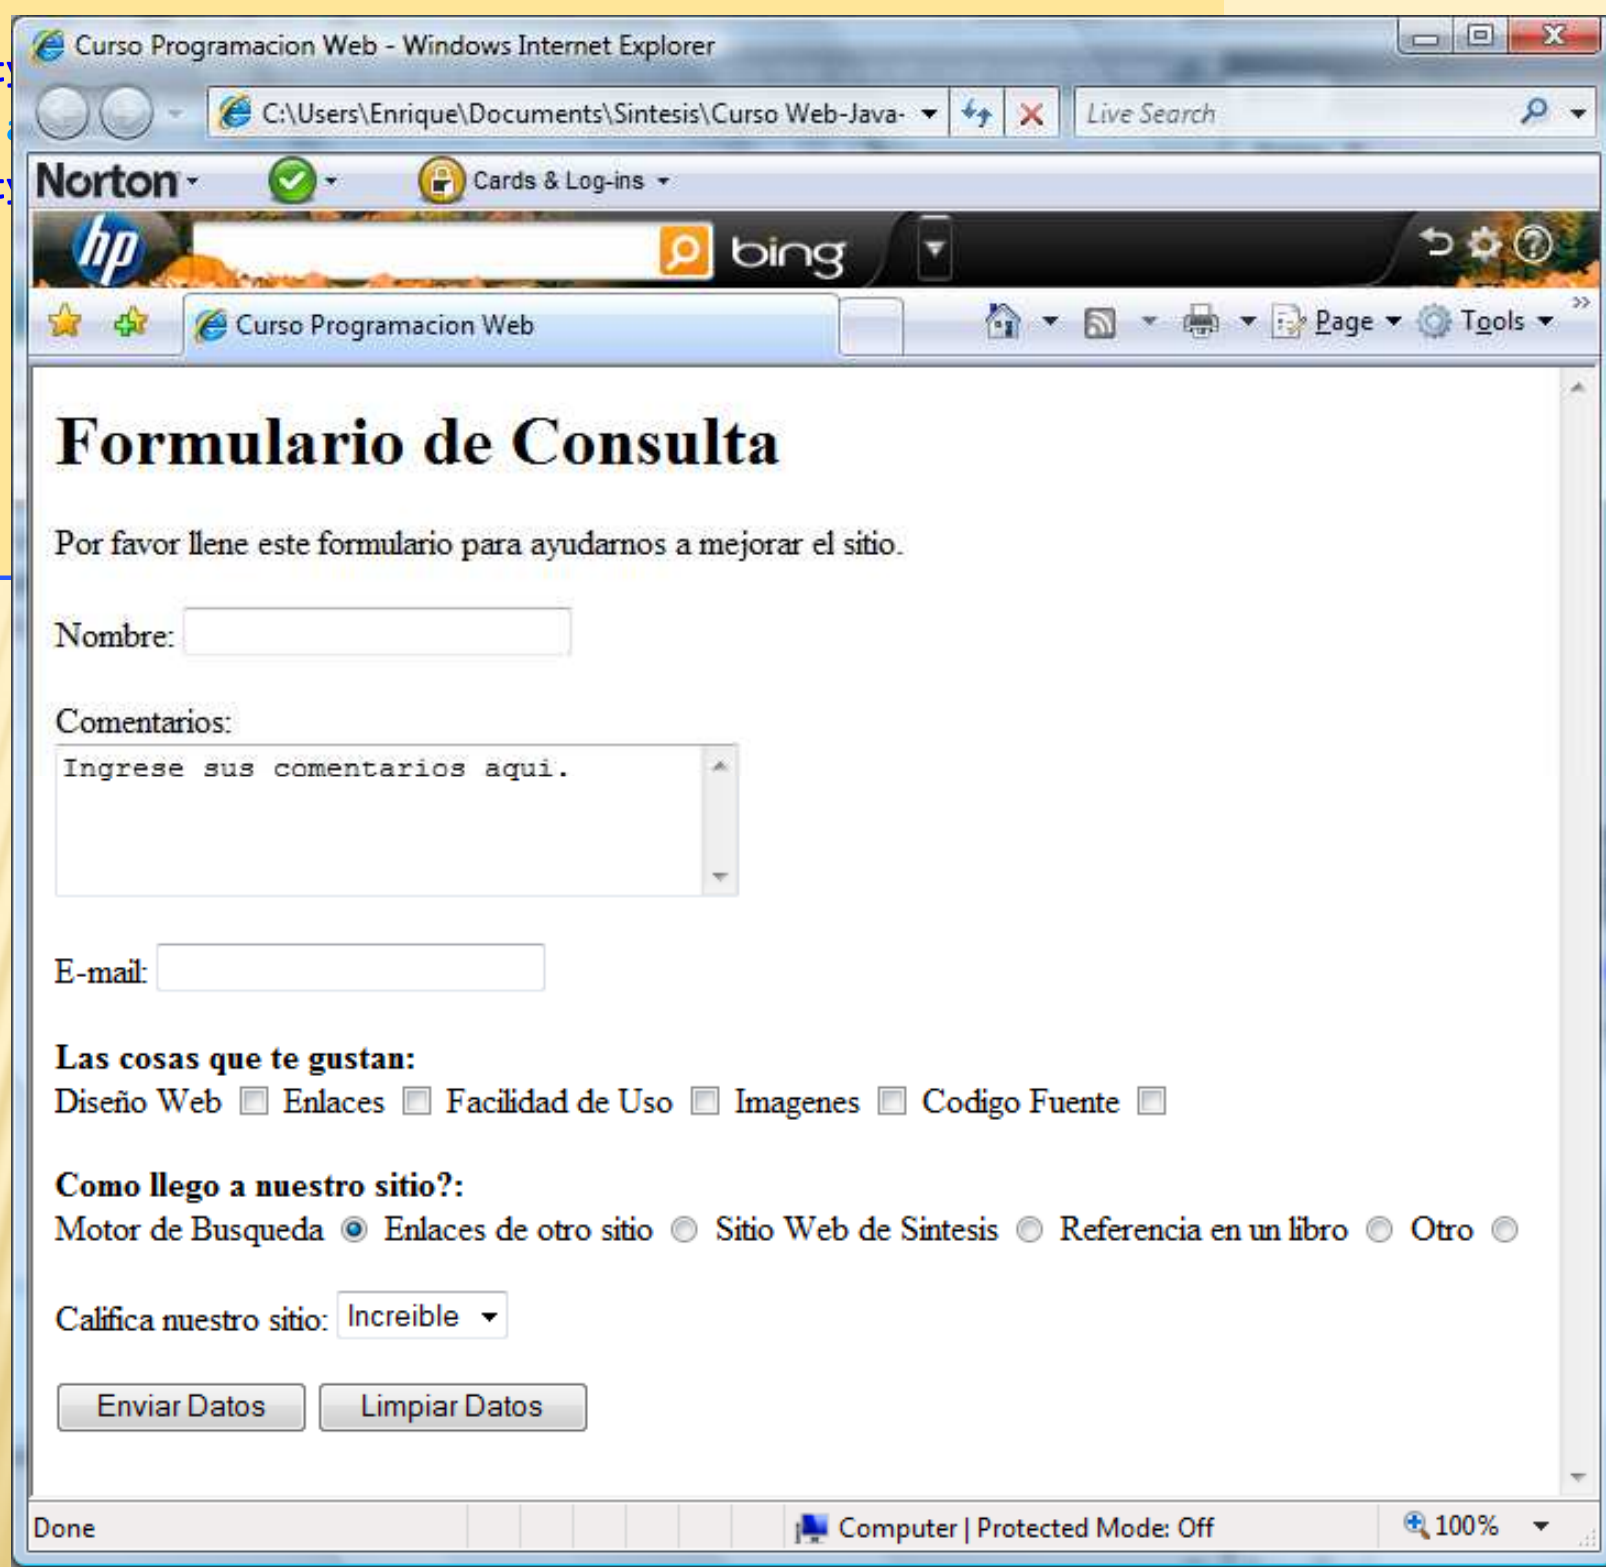 Curso Programacion Web - Windows Internet Explorer
C:\Users\Enrique\Documents\Sintesis\Curso Web-Java-
Live Search
Norton
Cards & Log-ins
hp
bing
Curso Programacion Web
Page
Tools
Formulario de Consulta
Por favor llene este formulario para ayudarnos a mejorar el sitio.
Nombre:
Comentarios:
Ingrese sus comentarios aqui.
E-mail:
Las cosas que te gustan:
Diseño Web Enlaces Facilidad de Uso Imagenes Codigo Fuente
Como llego a nuestro sitio?:
Motor de Busqueda Enlaces de otro sitio Sitio Web de Sintesis Referencia en un libro Otro
Califica nuestro sitio: Increible
Enviar Datos Limpiar Datos
Done
Computer | Protected Mode: Off
100%